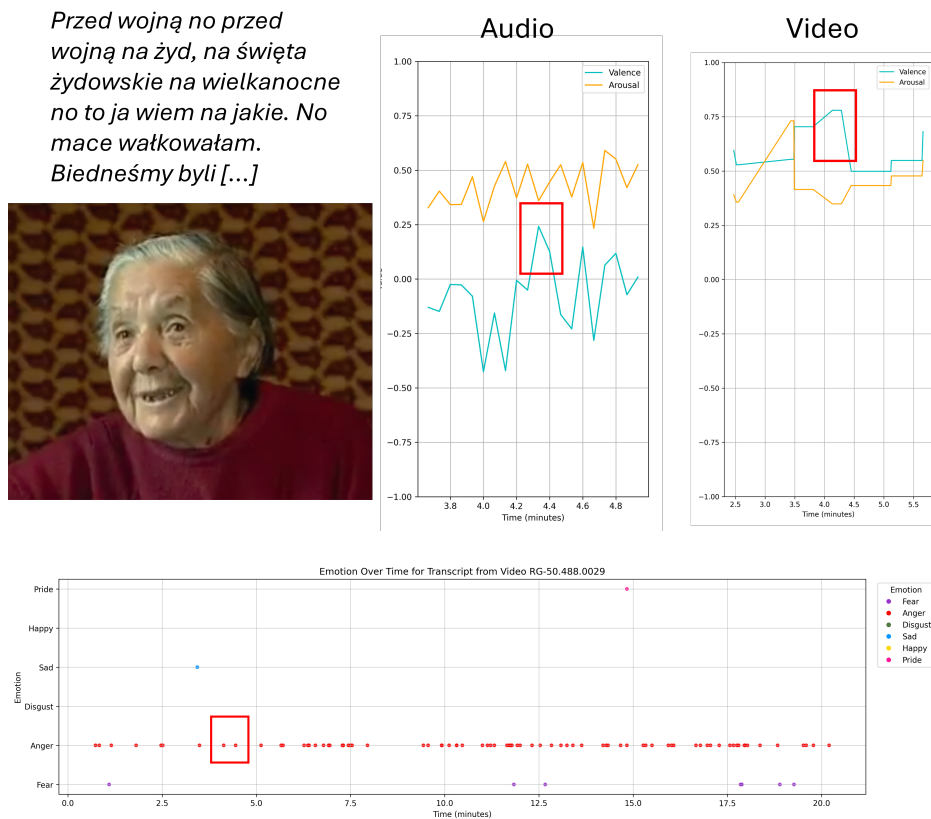 Przed wojną no przed
wojną na żyd, na święta
żydowskie na wielkanocne
no to ja wiem na jakie. No
mace wałkowałam.
Biedneśmy byli [...]
Audio
1.00
0.75
0.50
0.25
0.00
−0.25
−0.50
−0.75
−1.00
Valence
Arousal
3.8 4.0 4.2 4.4 4.6 4.8
Time (minutes)
Video
1.00
0.75
0.50
0.25
0.00
−0.25
−0.50
−0.75
−1.00
Valence
Arousal
2.5 3.0 3.5 4.0 4.5 5.0 5.5
Time (minutes)
Emotion Over Time for Transcript from Video RG-50.488.0029
Emotion
Pride
Happy
Sad
Disgust
Anger
Fear
0.0 2.5 5.0 7.5 10.0 12.5 15.0 17.5 20.0
Time (minutes)
Emotion
Fear
Anger
Disgust
Sad
Happy
Pride